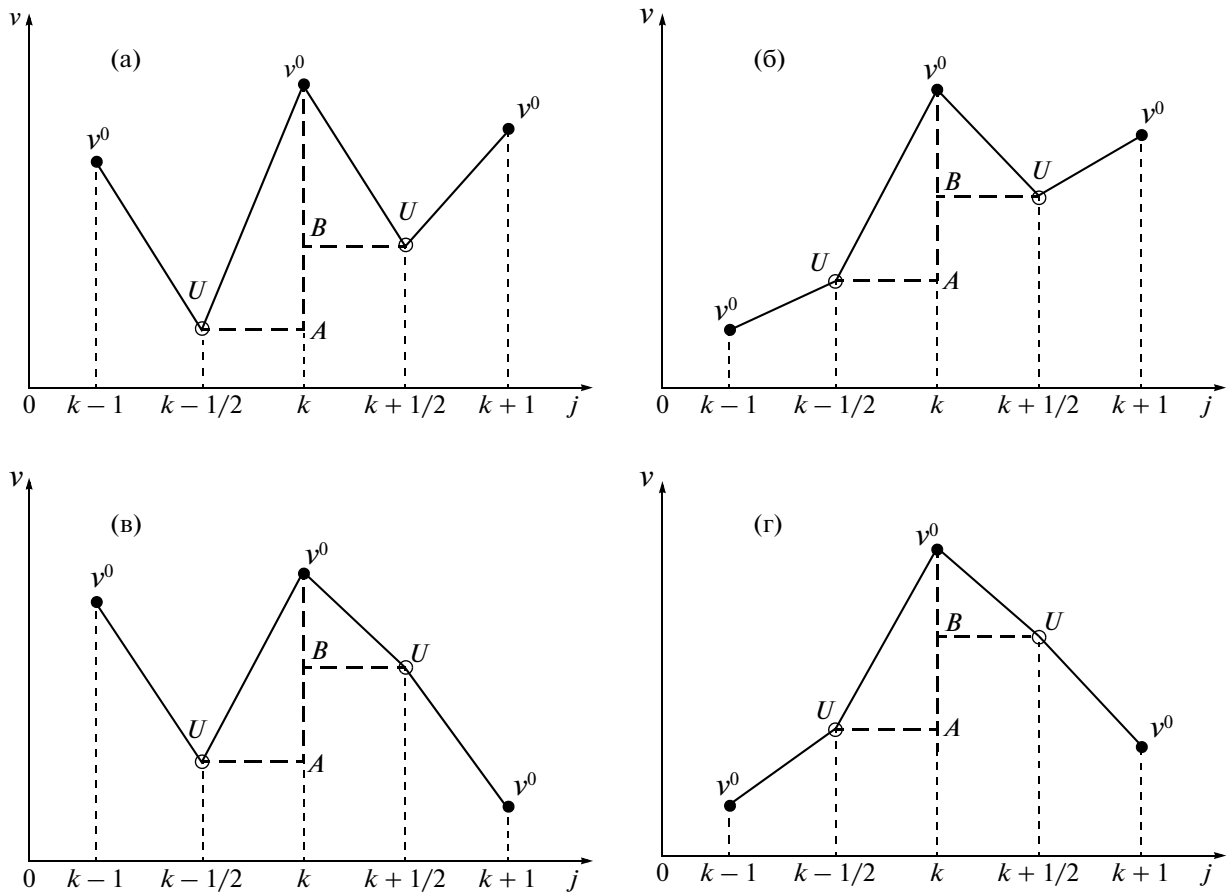 v
(а)
v⁰
v⁰
v⁰
U
B
U
A
0 k – 1 k – 1/2 k k + 1/2 k + 1 j
v
(б)
v⁰
v⁰
U
B
U
A
v⁰
0 k – 1 k – 1/2 k k + 1/2 k + 1 j
v
(в)
v⁰
v⁰
B U
U
A
v⁰
0 k – 1 k – 1/2 k k + 1/2 k + 1 j
v
(г)
v⁰
B U
U
A
v⁰
v⁰
0 k – 1 k – 1/2 k k + 1/2 k + 1 j